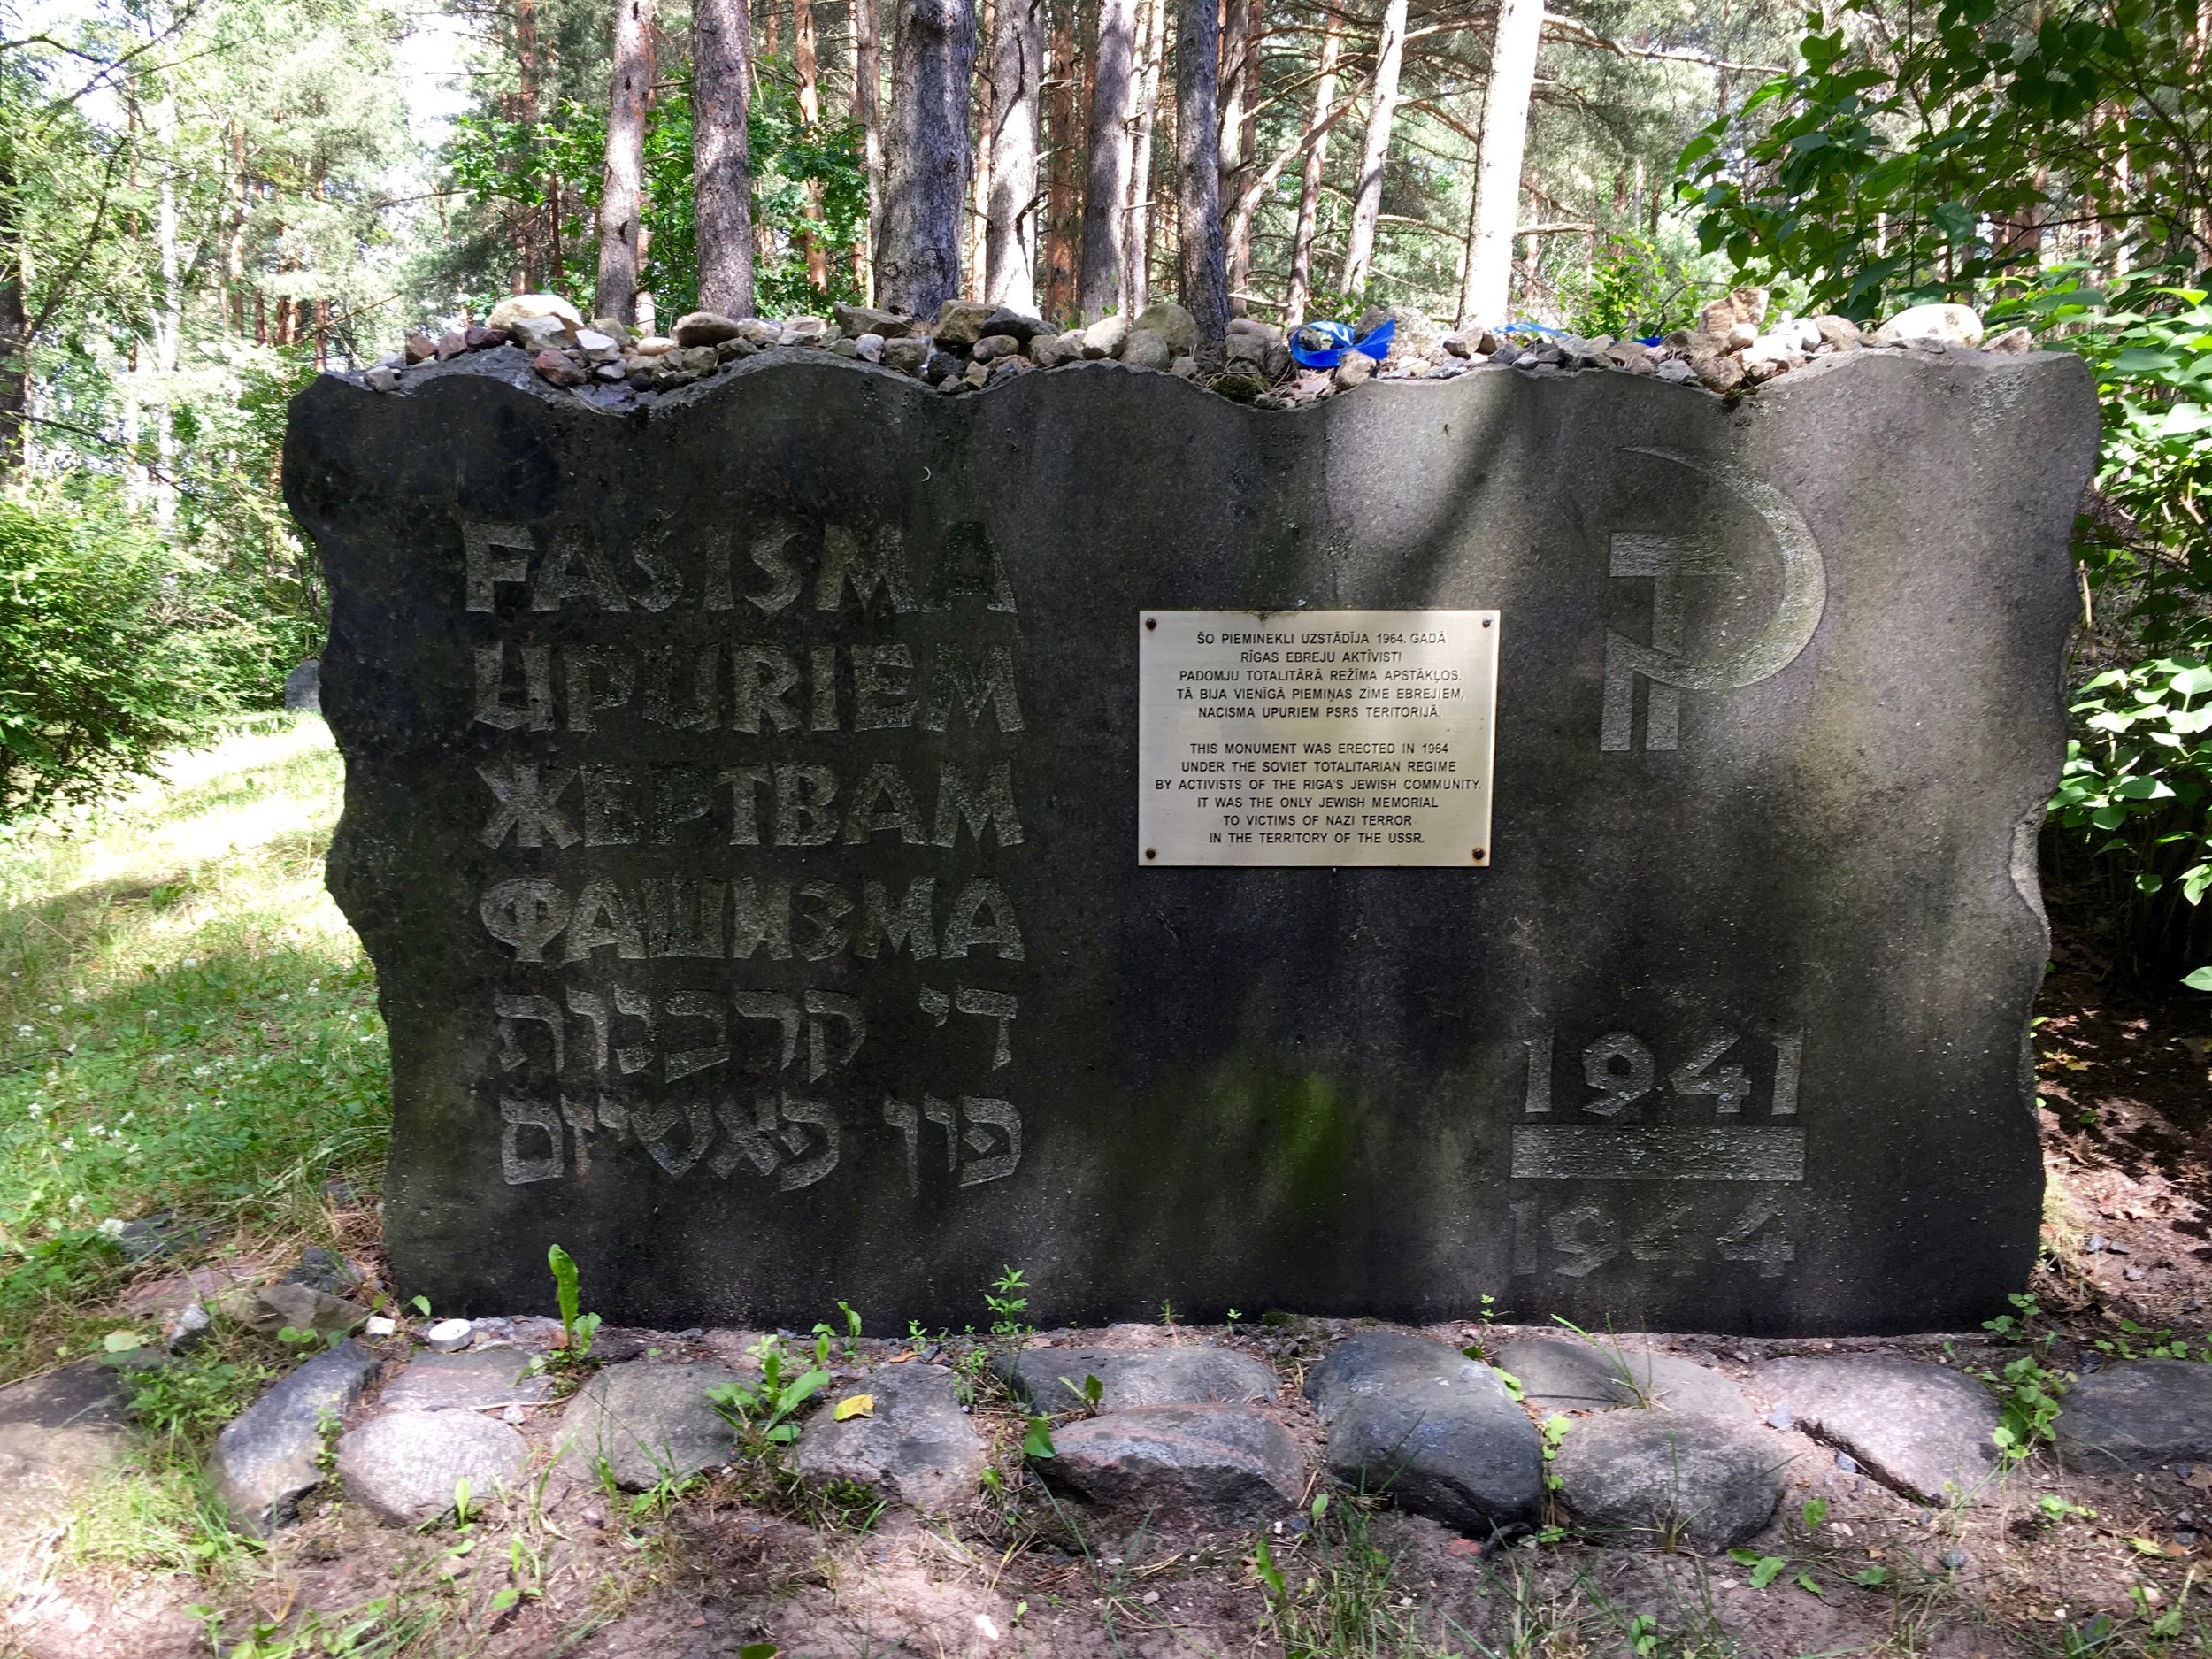 FASISMA
UPURIEM
ЖЕРТВАМ
ФАШИЗМА
די קרבנות
פון פאשיזם
ŠO PIEMINEKLI UZSTĀDĪJA 1964. GADĀ
RĪGAS EBREJU AKTĪVISTI
PADOMJU TOTALITĀRĀ REŽĪMA APSTĀKĻOS.
TĀ BIJA VIENĪGĀ PIEMIŅAS ZĪME EBREJIEM,
NACISMA UPURIEM PSRS TERITORIJĀ.
THIS MONUMENT WAS ERECTED IN 1964
UNDER THE SOVIET TOTALITARIAN REGIME
BY ACTIVISTS OF THE RIGA'S JEWISH COMMUNITY.
IT WAS THE ONLY JEWISH MEMORIAL
TO VICTIMS OF NAZI TERROR
IN THE TERRITORY OF THE USSR.
1941
1944